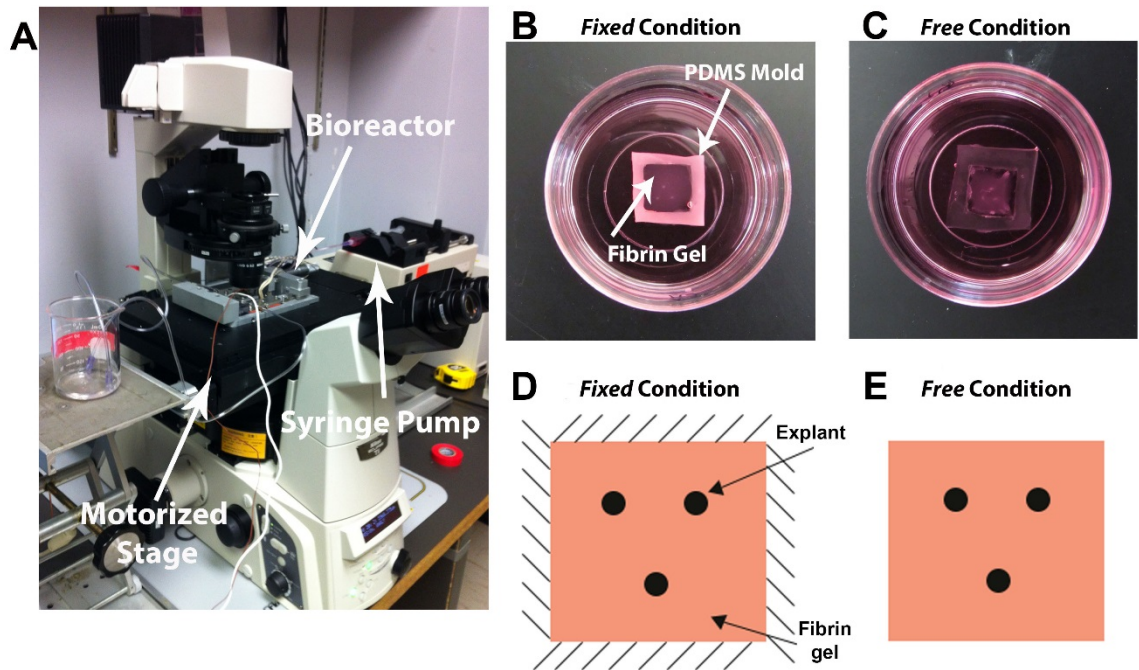 A
Bioreactor
Syringe Pump
Motorized
Stage
B
Fixed Condition
PDMS Mold
Fibrin Gel
C
Free Condition
D
Fixed Condition
Explant
Fibrin
gel
E
Free Condition